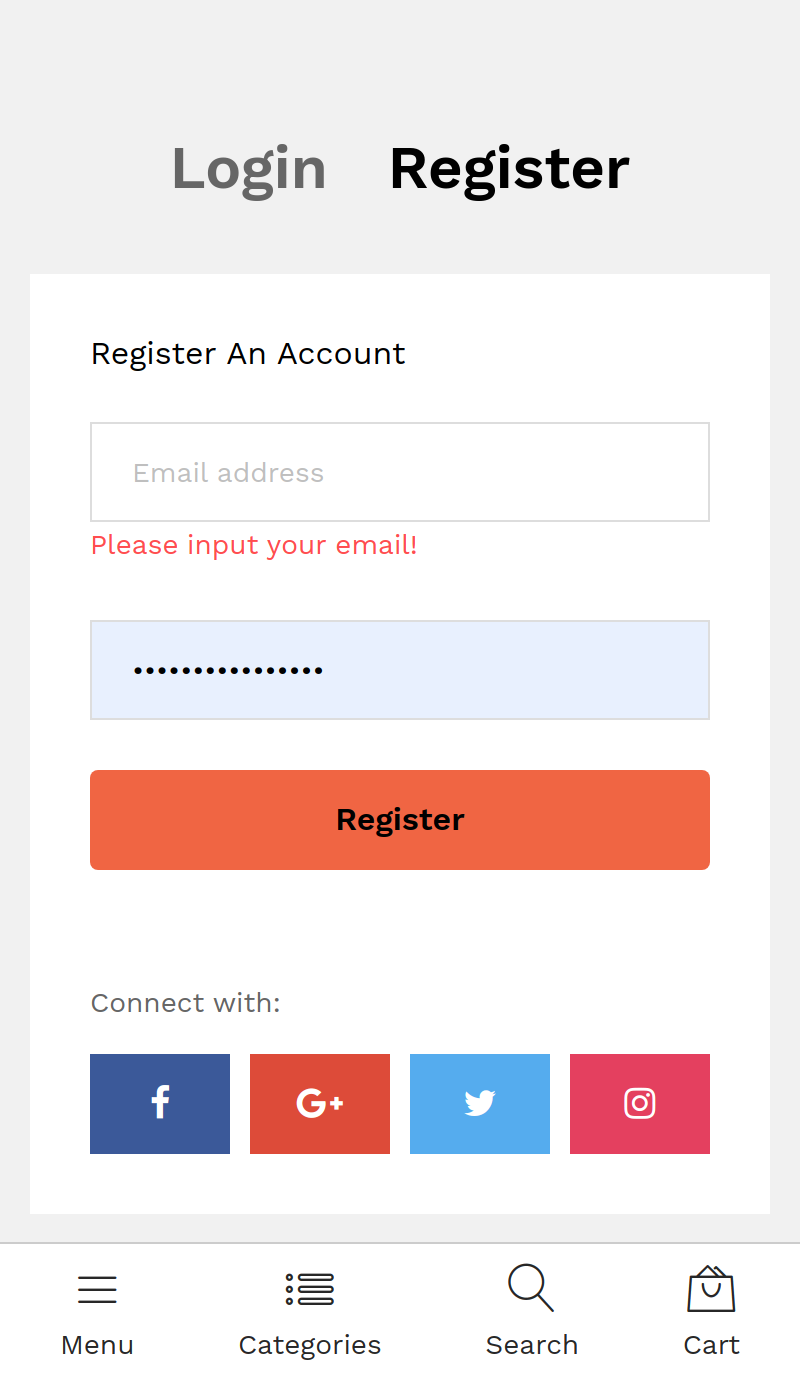 Login Register
Register An Account
Email address
Please input your email!
••••••••••••••••
Register
Connect with:
Menu Categories Search Cart